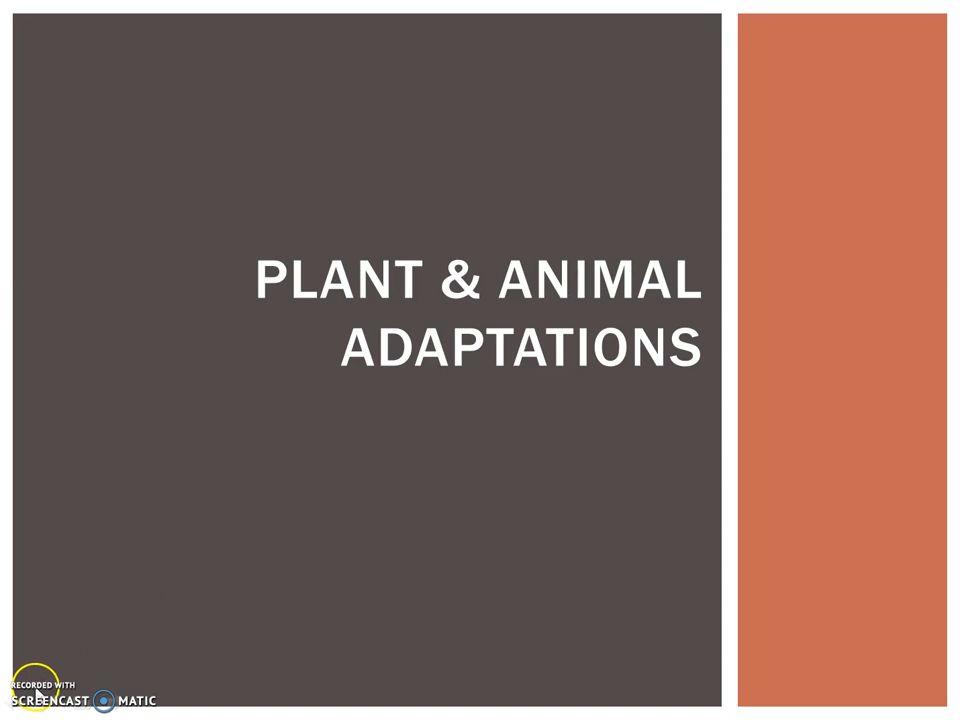 PLANT & ANIMAL
ADAPTATIONS
RECORDED WITH
SCREENCAST MATIC